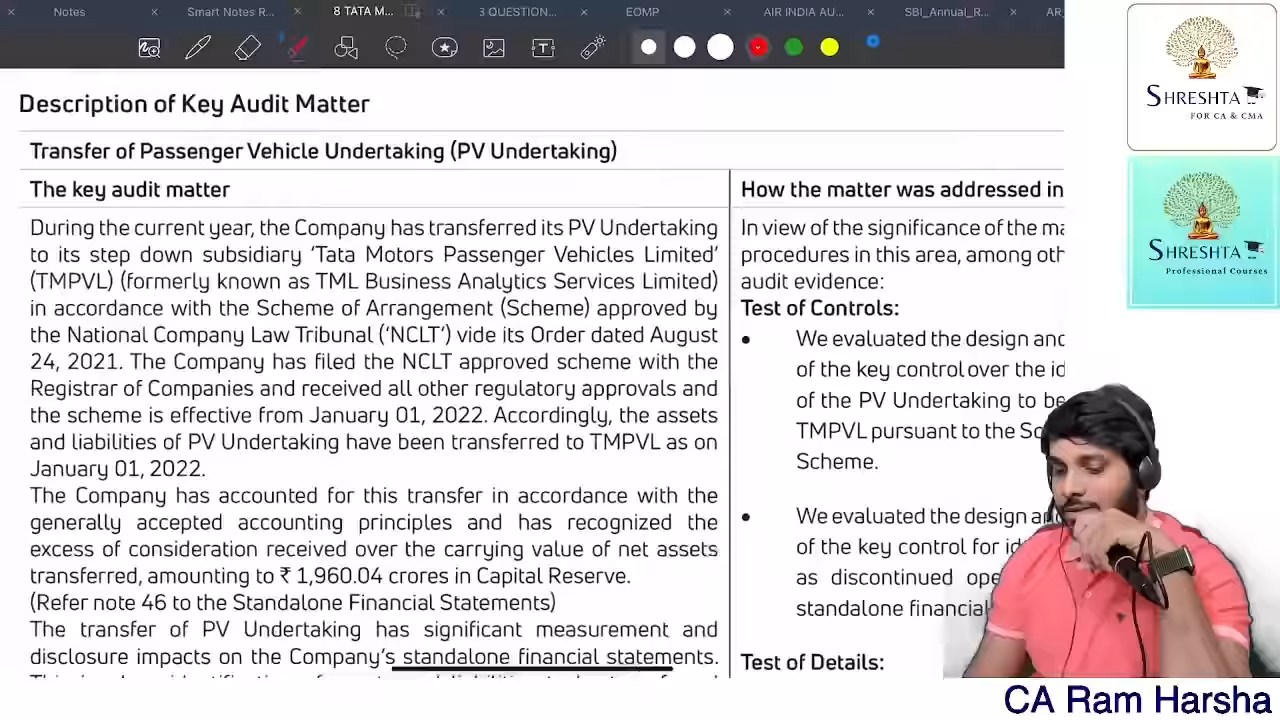 Notes
Smart Notes R...
8 TATA M...
3 QUESTION...
EOMP
AIR INDIA AU...
SBI_Annual_R...
AR
T
SHRESHTA
FOR CA & CMA
SHRESHTA
Professional Courses
Description of Key Audit Matter
Transfer of Passenger Vehicle Undertaking (PV Undertaking)
The key audit matter
During the current year, the Company has transferred its PV Undertaking
to its step down subsidiary ‘Tata Motors Passenger Vehicles Limited’
(TMPVL) (formerly known as TML Business Analytics Services Limited)
in accordance with the Scheme of Arrangement (Scheme) approved by
the National Company Law Tribunal (‘NCLT’) vide its Order dated August
24, 2021. The Company has filed the NCLT approved scheme with the
Registrar of Companies and received all other regulatory approvals and
the scheme is effective from January 01, 2022. Accordingly, the assets
and liabilities of PV Undertaking have been transferred to TMPVL as on
January 01, 2022.
The Company has accounted for this transfer in accordance with the
generally accepted accounting principles and has recognized the
excess of consideration received over the carrying value of net assets
transferred, amounting to ₹ 1,960.04 crores in Capital Reserve.
(Refer note 46 to the Standalone Financial Statements)
The transfer of PV Undertaking has significant measurement and
disclosure impacts on the Company’s standalone financial statements.
How the matter was addressed in
In view of the significance of the ma
procedures in this area, among oth
audit evidence:
Test of Controls:
• We evaluated the design and
of the key control over the id
of the PV Undertaking to be
TMPVL pursuant to the Sc
Scheme.
• We evaluated the design and
of the key control for id
as discontinued ope
standalone financial
Test of Details:
CA Ram Harsha